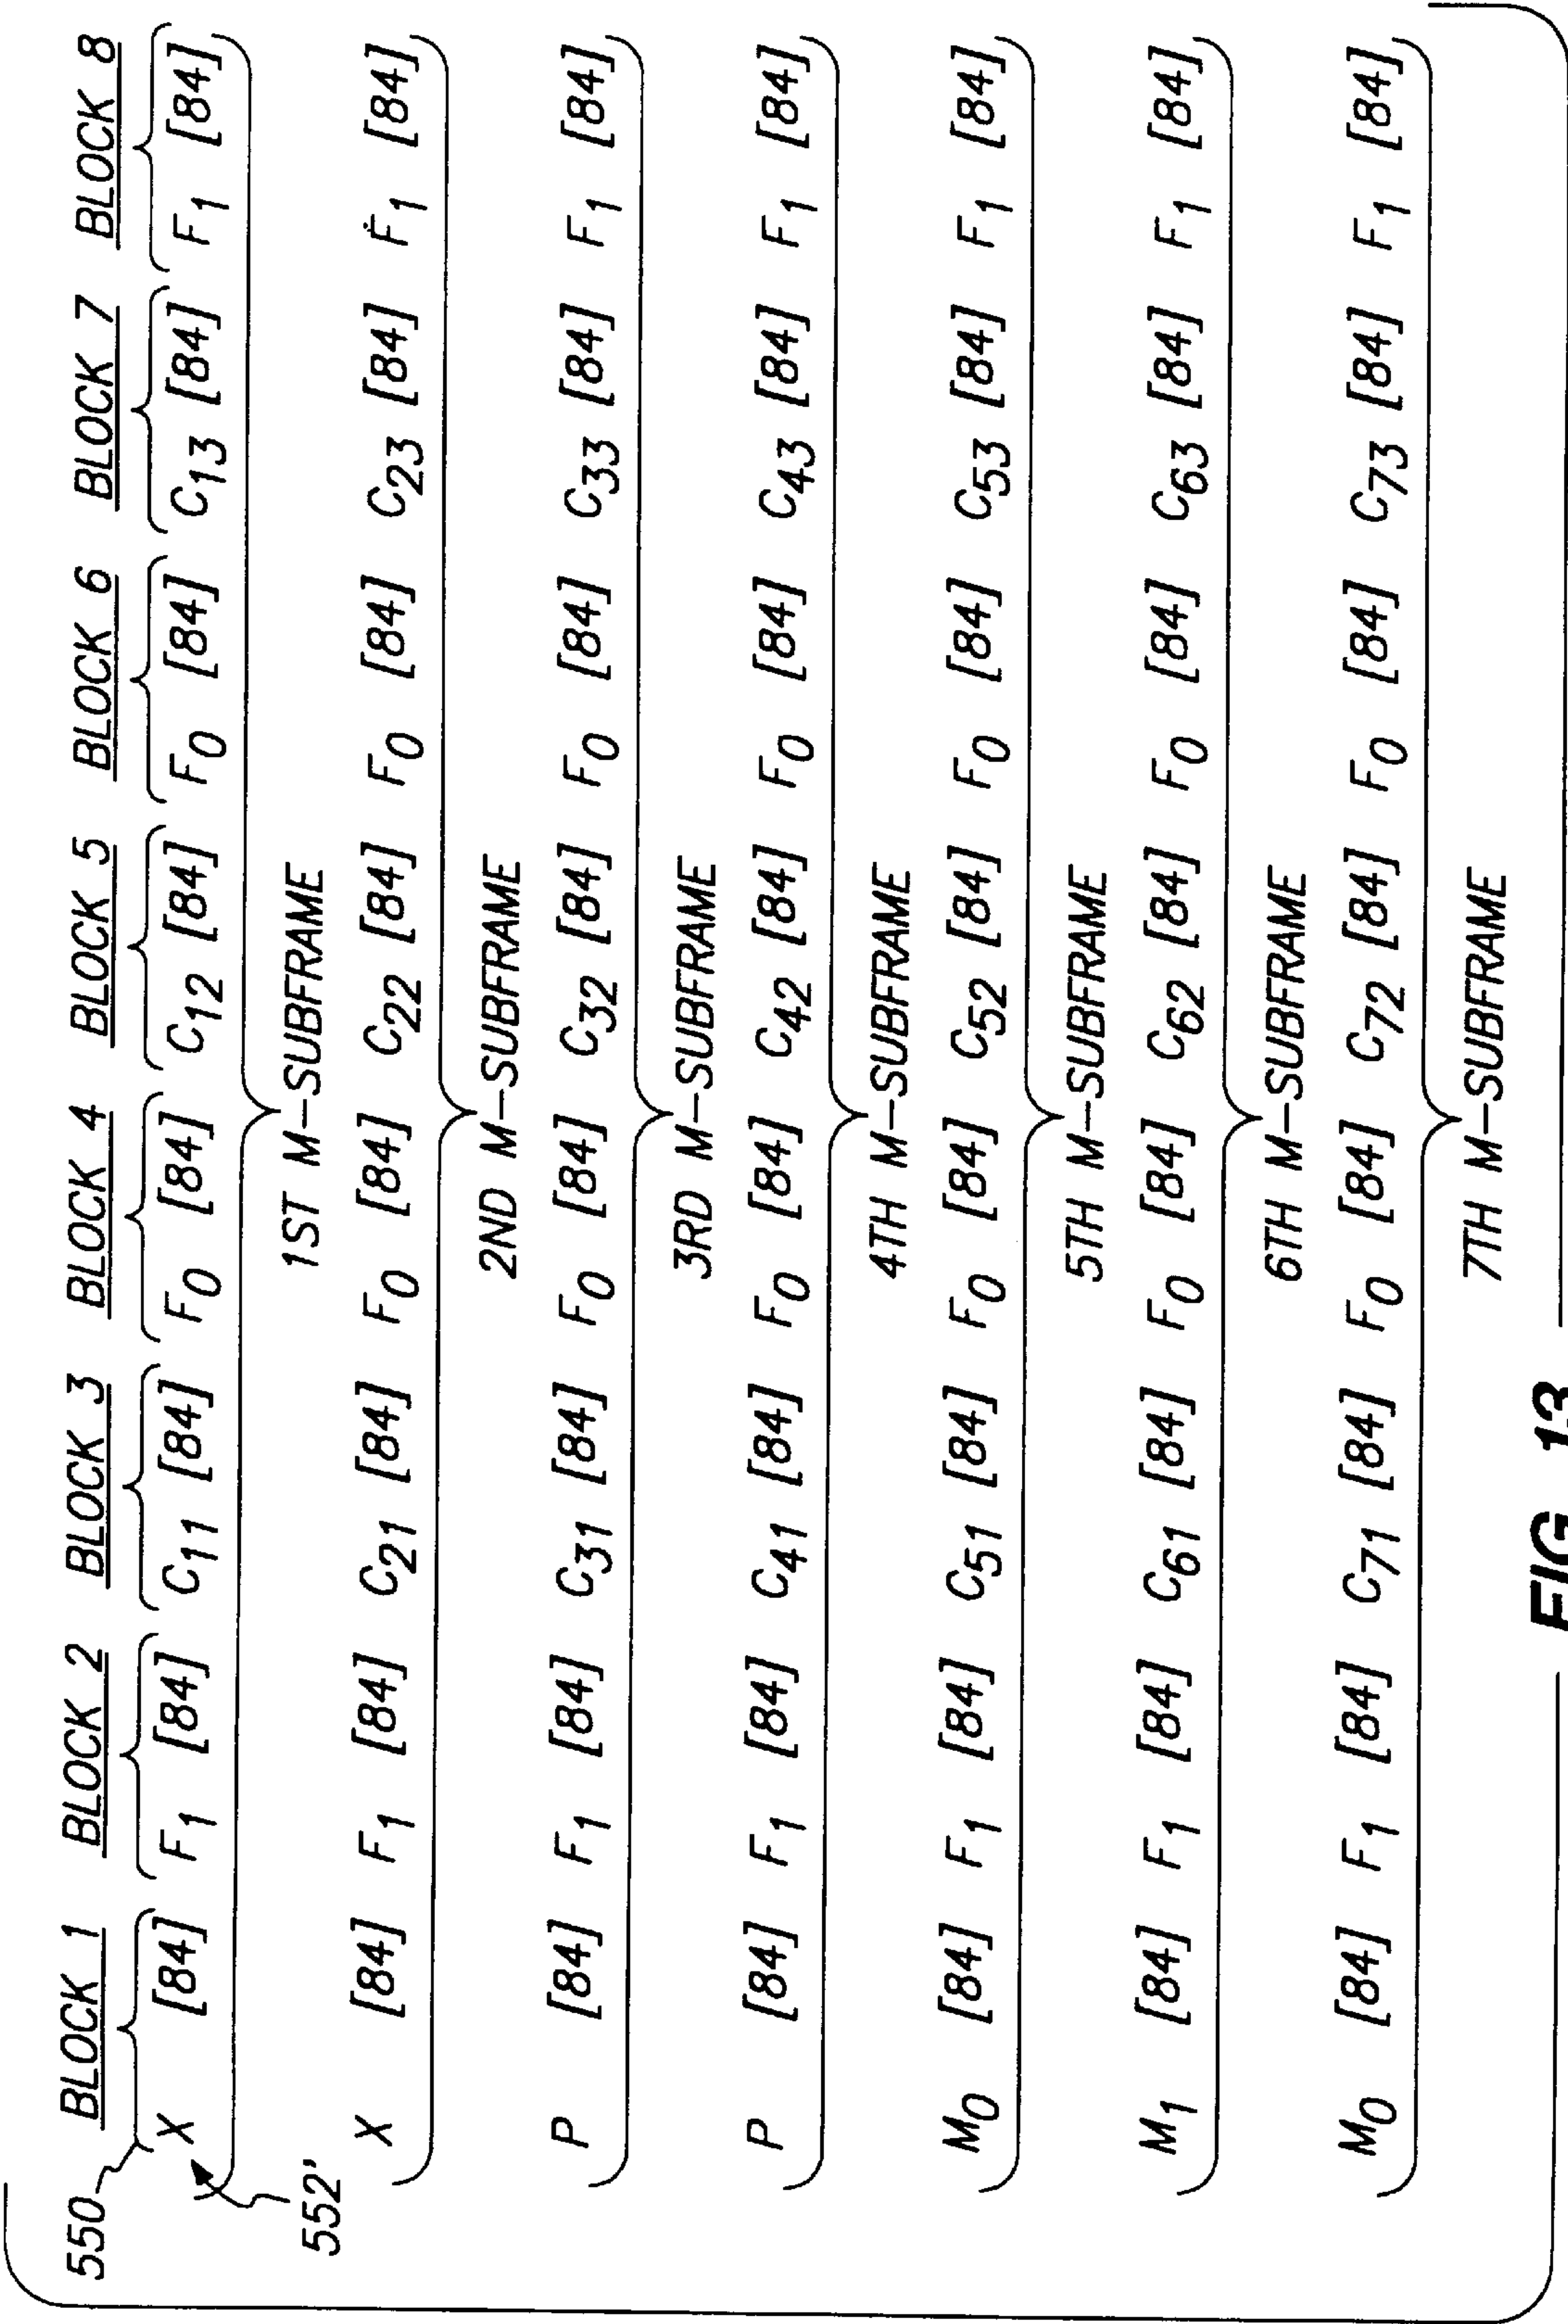 BLOCK 1 BLOCK 2 BLOCK 3 BLOCK 4 BLOCK 5 BLOCK 6 BLOCK 7 BLOCK 8
550
X [84] F1 [84] C11 [84] F0 [84] C12 [84] F0 [84] C13 [84] F1 [84]
552'
1ST M-SUBFRAME
X [84] F1 [84] C21 [84] F0 [84] C22 [84] F0 [84] C23 [84] F1 [84]
2ND M-SUBFRAME
P [84] F1 [84] C31 [84] F0 [84] C32 [84] F0 [84] C33 [84] F1 [84]
3RD M-SUBFRAME
P [84] F1 [84] C41 [84] F0 [84] C42 [84] F0 [84] C43 [84] F1 [84]
4TH M-SUBFRAME
M0 [84] F1 [84] C51 [84] F0 [84] C52 [84] F0 [84] C53 [84] F1 [84]
5TH M-SUBFRAME
M1 [84] F1 [84] C61 [84] F0 [84] C62 [84] F0 [84] C63 [84] F1 [84]
6TH M-SUBFRAME
M0 [84] F1 [84] C71 [84] F0 [84] C72 [84] F0 [84] C73 [84] F1 [84]
7TH M-SUBFRAME
FIG 13